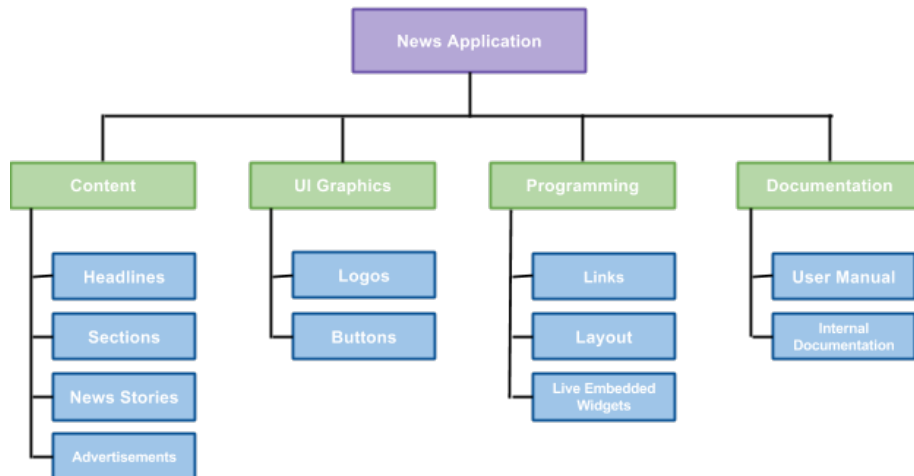 News Application
Content
UI Graphics
Programming
Documentation
Headlines
Logos
Links
User Manual
Sections
Buttons
Layout
Internal
Documentation
News Stories
Live Embedded
Widgets
Advertisements